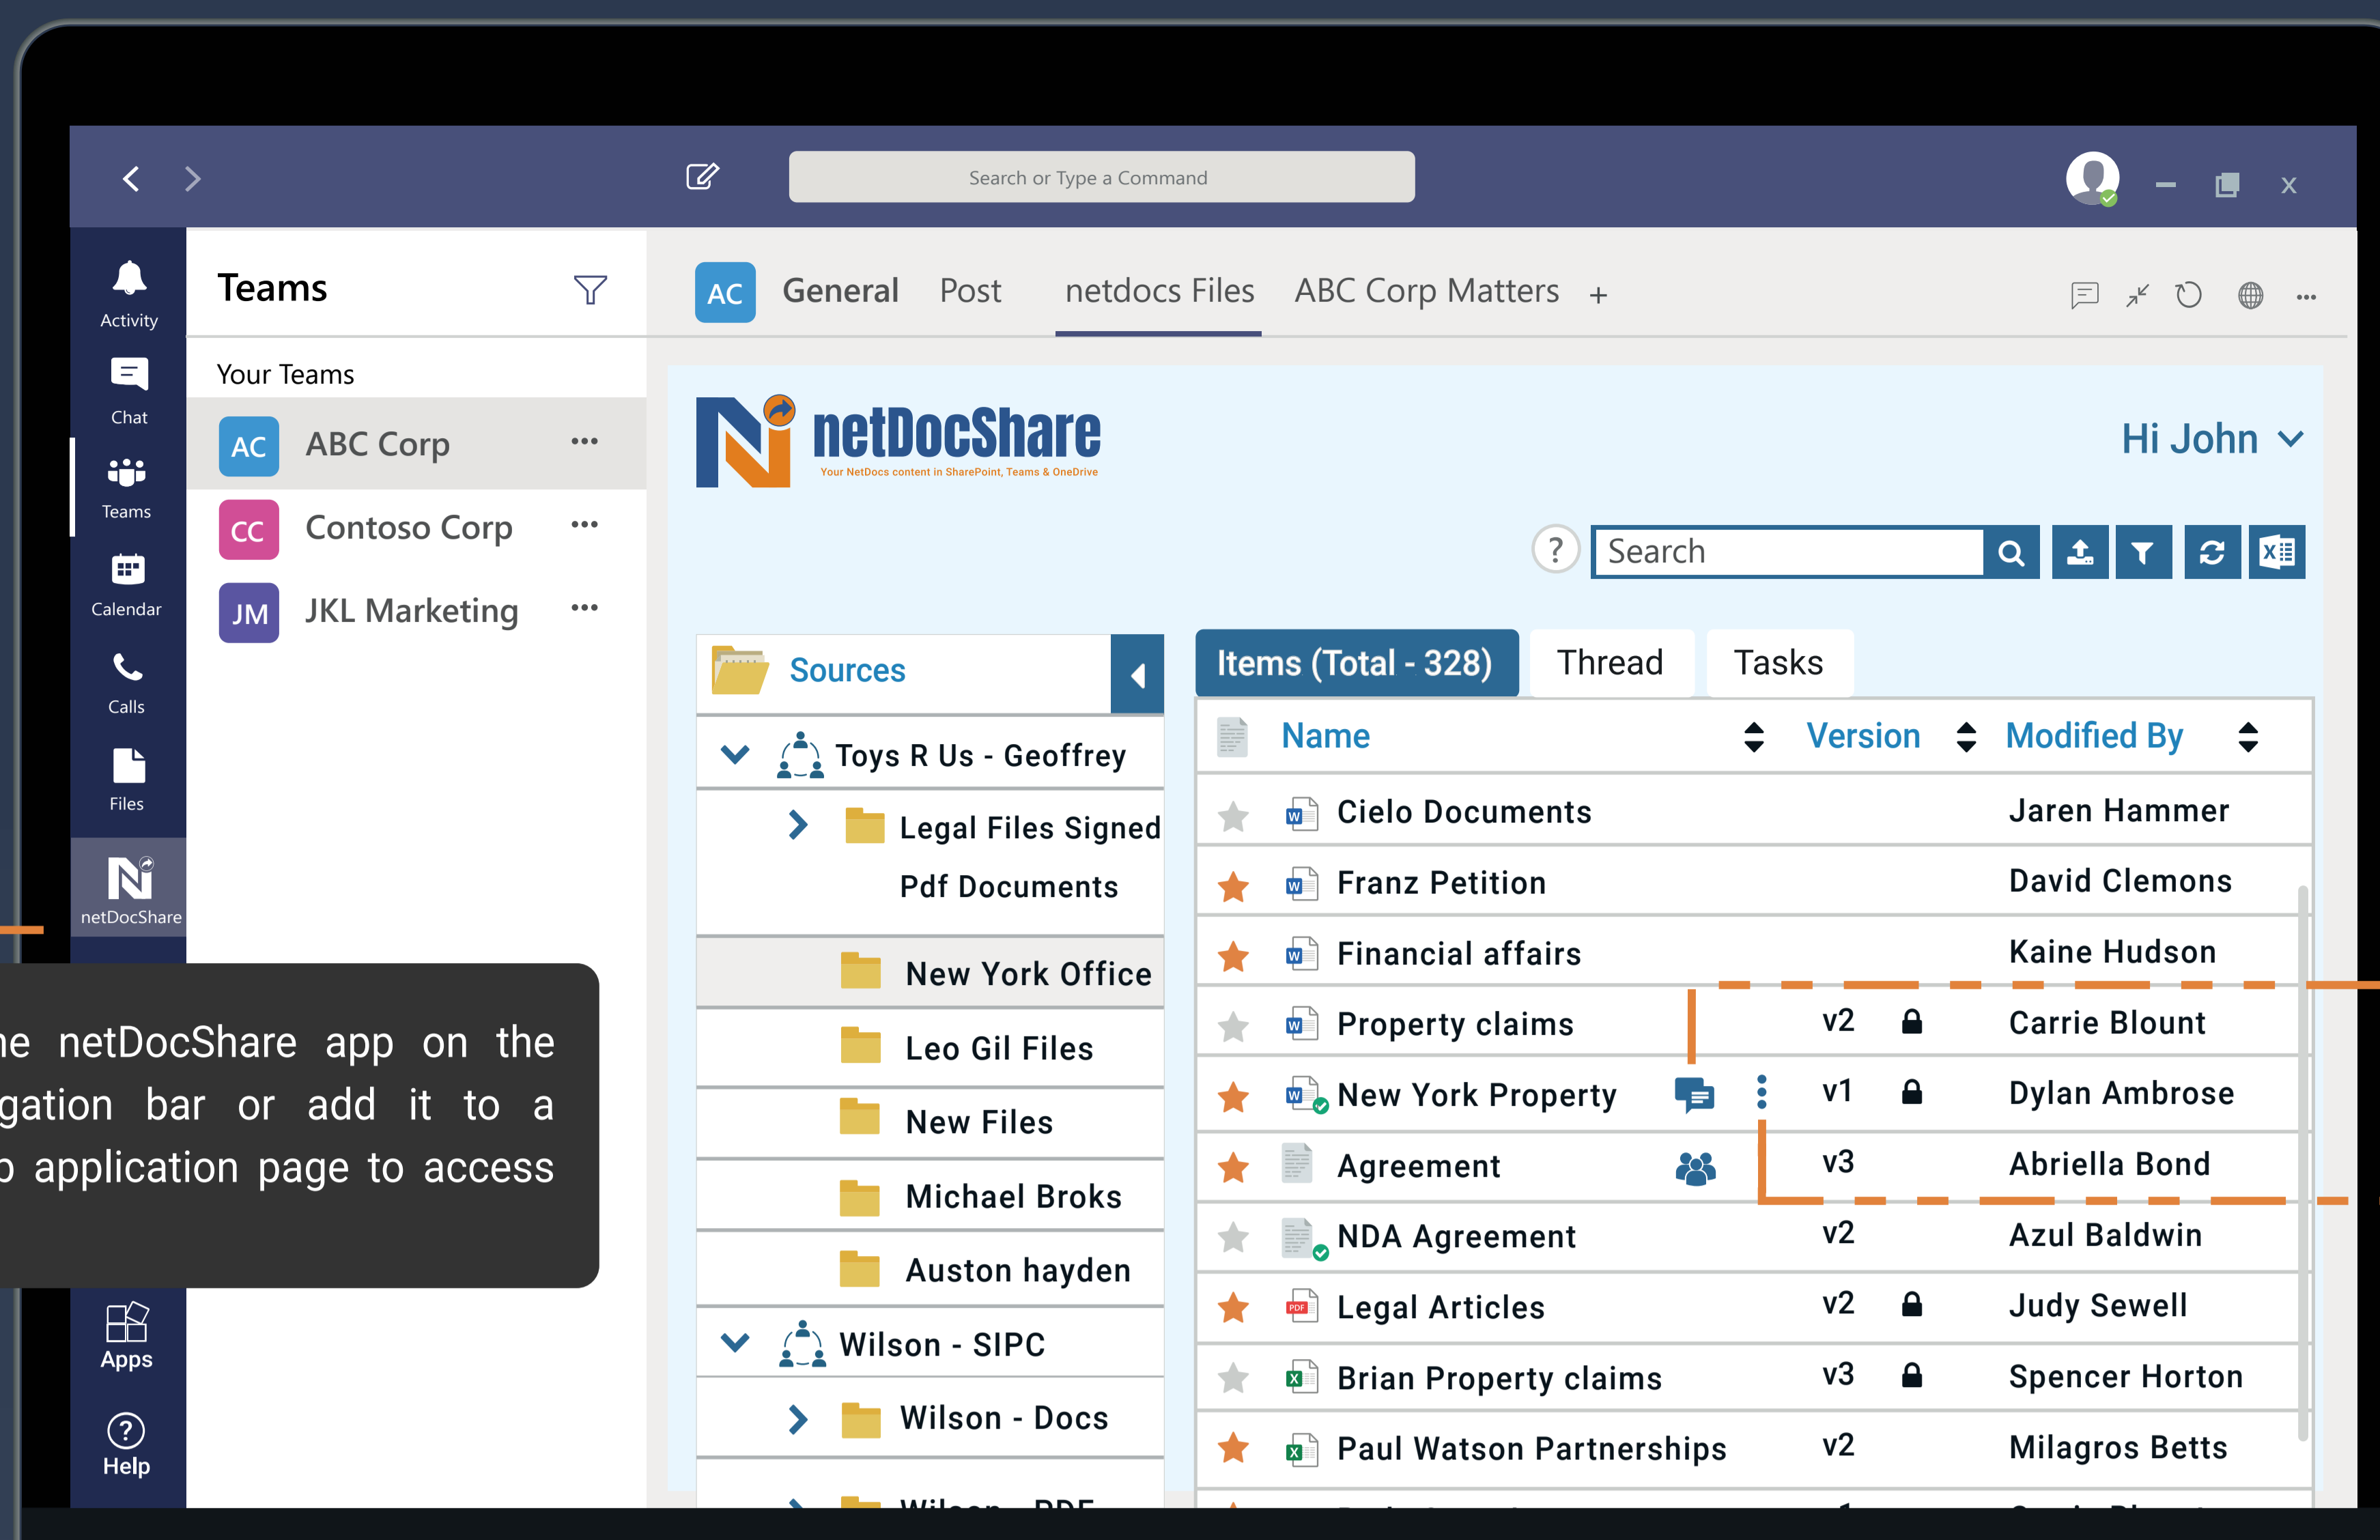 Search or Type a Command
Activity
Chat
Teams
Calendar
Calls
Files
netDocShare
Apps
Help
Teams
Your Teams
AC ABC Corp
CC Contoso Corp
JM JKL Marketing
netDocShare app on the
bar or add it to a
application page to access
AC General Post netdocs Files ABC Corp Matters +
netDocShare
Your NetDocs content in SharePoint, Teams & OneDrive
Hi John
? Search
Sources
Toys R Us - Geoffrey
Legal Files Signed
Pdf Documents
New York Office
Leo Gil Files
New Files
Michael Broks
Auston hayden
Wilson - SIPC
Wilson - Docs
Items (Total - 328) Thread Tasks
Name Version Modified By
Cielo Documents Jaren Hammer
Franz Petition David Clemons
Financial affairs Kaine Hudson
Property claims v2 Carrie Blount
New York Property v1 Dylan Ambrose
Agreement v3 Abriella Bond
NDA Agreement v2 Azul Baldwin
PDF Legal Articles v2 Judy Sewell
Brian Property claims v3 Spencer Horton
Paul Watson Partnerships v2 Milagros Betts